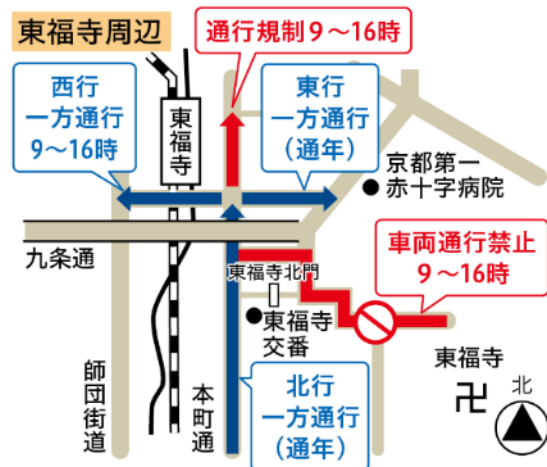 東福寺周辺
通行規制9〜16時
西行
一方通行
9〜16時
東福寺
東行
一方通行
（通年）
京都第一
赤十字病院
九条通
車両通行禁止
9〜16時
東福寺北門
東福寺
交番
東福寺
卍
北
師団街道
本町通
北行
一方通行
（通年）